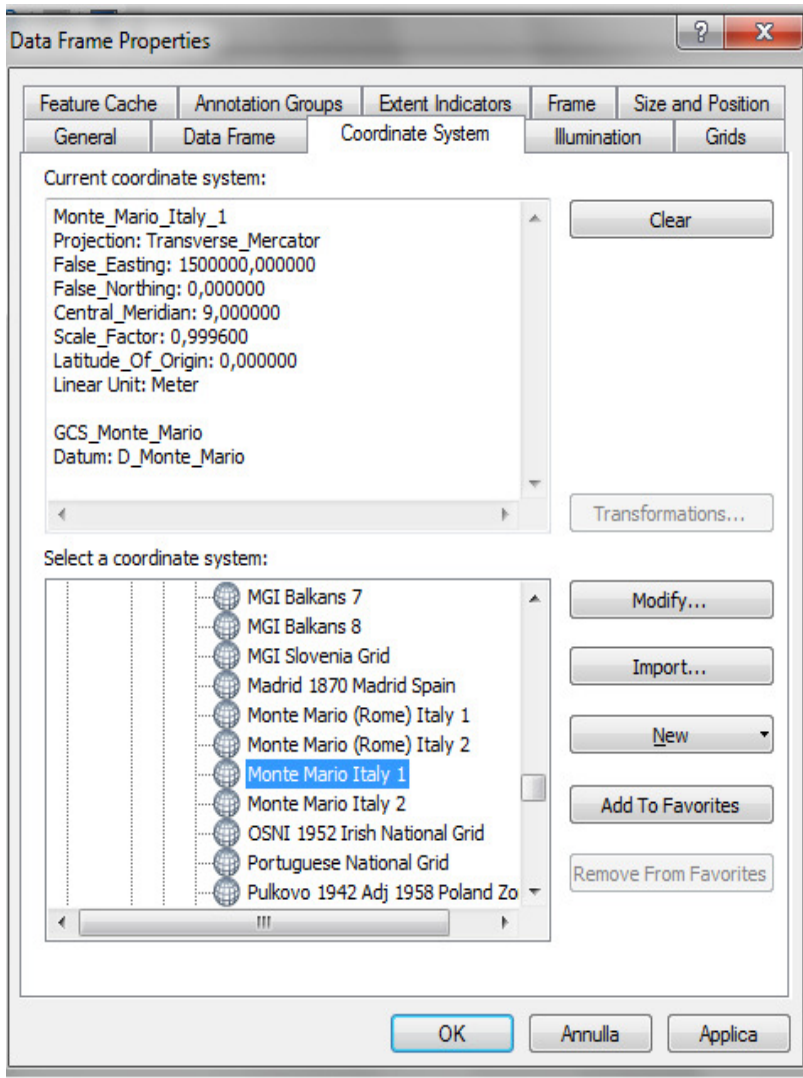 Data Frame Properties
Feature Cache Annotation Groups Extent Indicators Frame Size and Position
General Data Frame Coordinate System Illumination Grids
Current coordinate system:
Monte_Mario_Italy_1
Projection: Transverse_Mercator
False_Easting: 1500000,000000
False_Northing: 0,000000
Central_Meridian: 9,000000
Scale_Factor: 0,999600
Latitude_Of_Origin: 0,000000
Linear Unit: Meter
GCS_Monte_Mario
Datum: D_Monte_Mario
Clear
Transformations...
Select a coordinate system:
MGI Balkans 7
MGI Balkans 8
MGI Slovenia Grid
Madrid 1870 Madrid Spain
Monte Mario (Rome) Italy 1
Monte Mario (Rome) Italy 2
Monte Mario Italy 1
Monte Mario Italy 2
OSNI 1952 Irish National Grid
Portuguese National Grid
Pulkovo 1942 Adj 1958 Poland Zo
Modify...
Import...
New
Add To Favorites
Remove From Favorites
OK Annulla Applica